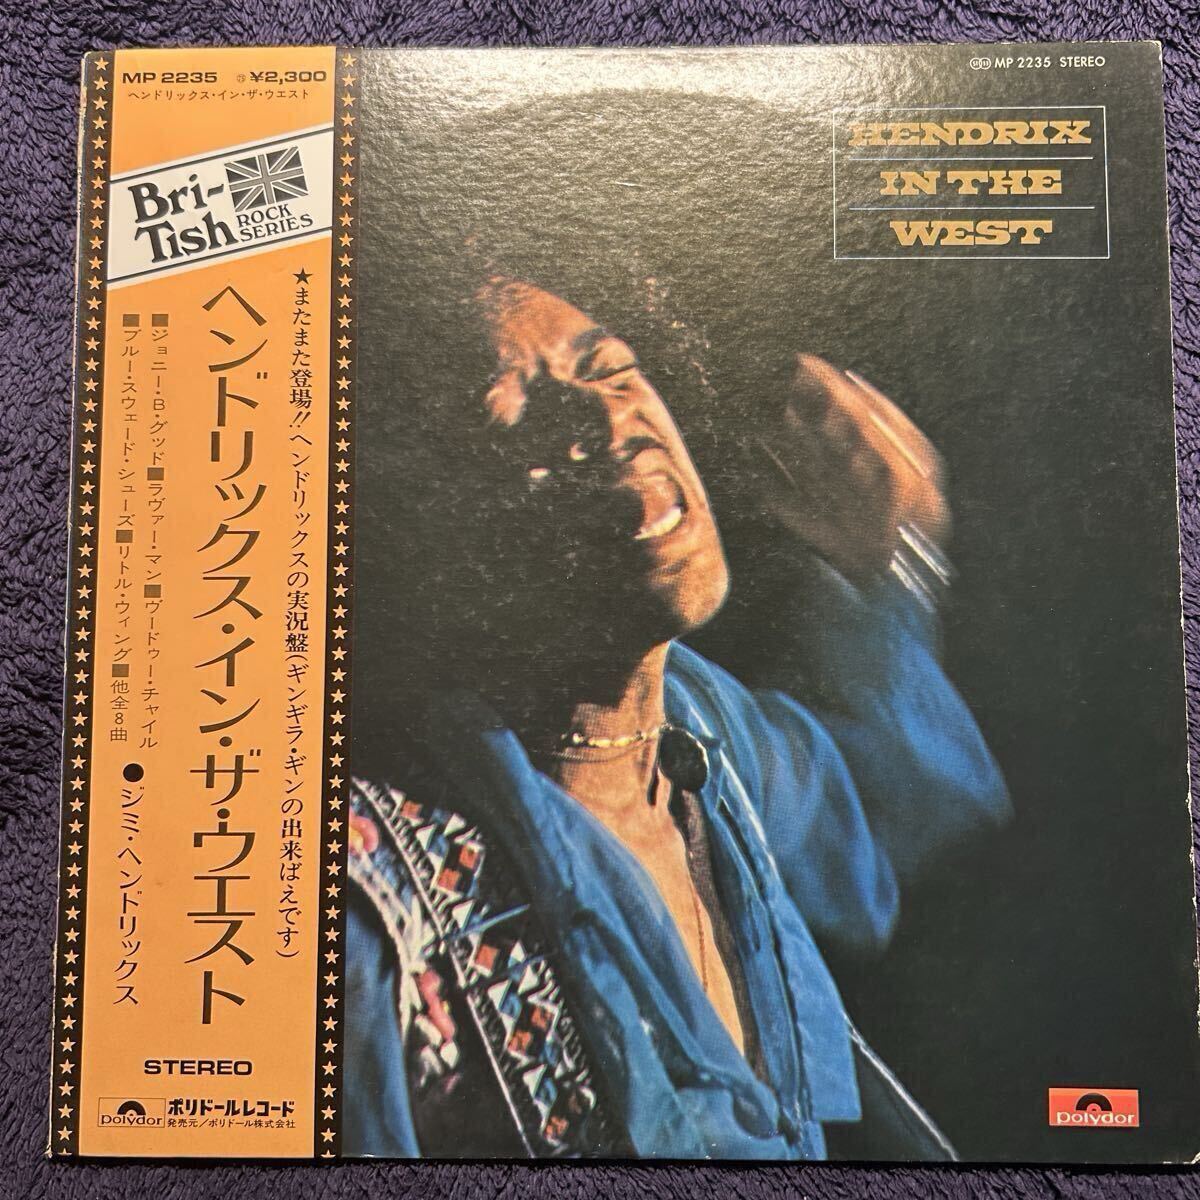 MP 2235 ㉕ ¥2,300
ヘンドリックス・イン・ザ・ウエスト
Bri-
Tish
ROCK
SERIES
★またまた登場!!ヘンドリックスの実況盤(ギンギラ・ギンの出来ばえです)
ヘンドリックス・イン・ザ・ウエスト
■ジョニー・B・グッド■ラヴァー・マン■ヴードゥー・チャイル
■ブルー・スウェード・シューズ■リトル・ウィング■他全8曲
●ジミ・ヘンドリックス
STEREO
polydor
ポリドールレコード
発売元/ポリドール株式会社
MP 2235 STEREO
HENDRIX
IN THE
WEST
polydor